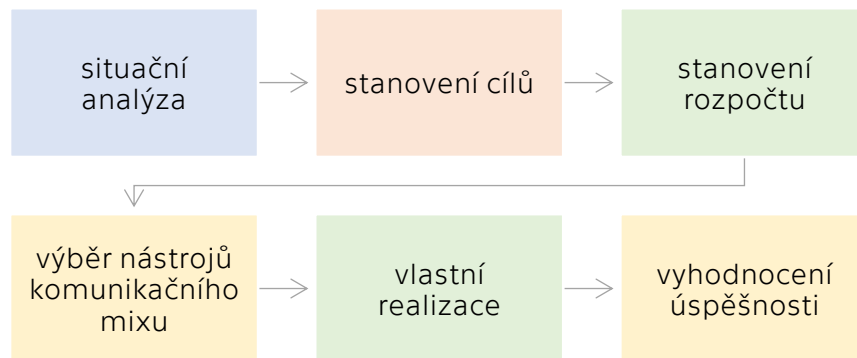 situační
analýza
stanovení cílů
stanovení
rozpočtu
výběr nástrojů
komunikačního
mixu
vlastní
realizace
vyhodnocení
úspěšnosti